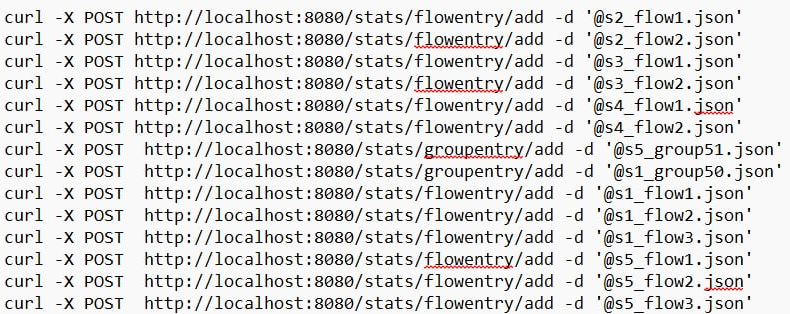 curl -X POST http://localhost:8080/stats/flowentry/add -d '@s2_flow1.json'
curl -X POST http://localhost:8080/stats/flowentry/add -d '@s2_flow2.json'
curl -X POST http://localhost:8080/stats/flowentry/add -d '@s3_flow1.json'
curl -X POST http://localhost:8080/stats/flowentry/add -d '@s3_flow2.json'
curl -X POST http://localhost:8080/stats/flowentry/add -d '@s4_flow1.json'
curl -X POST http://localhost:8080/stats/flowentry/add -d '@s4_flow2.json'
curl -X POST  http://localhost:8080/stats/groupentry/add -d '@s5_group51.json'
curl -X POST  http://localhost:8080/stats/groupentry/add -d '@s1_group50.json'
curl -X POST  http://localhost:8080/stats/flowentry/add -d '@s1_flow1.json'
curl -X POST  http://localhost:8080/stats/flowentry/add -d '@s1_flow2.json'
curl -X POST  http://localhost:8080/stats/flowentry/add -d '@s1_flow3.json'
curl -X POST  http://localhost:8080/stats/flowentry/add -d '@s5_flow1.json'
curl -X POST  http://localhost:8080/stats/flowentry/add -d '@s5_flow2.json'
curl -X POST  http://localhost:8080/stats/flowentry/add -d '@s5_flow3.json'